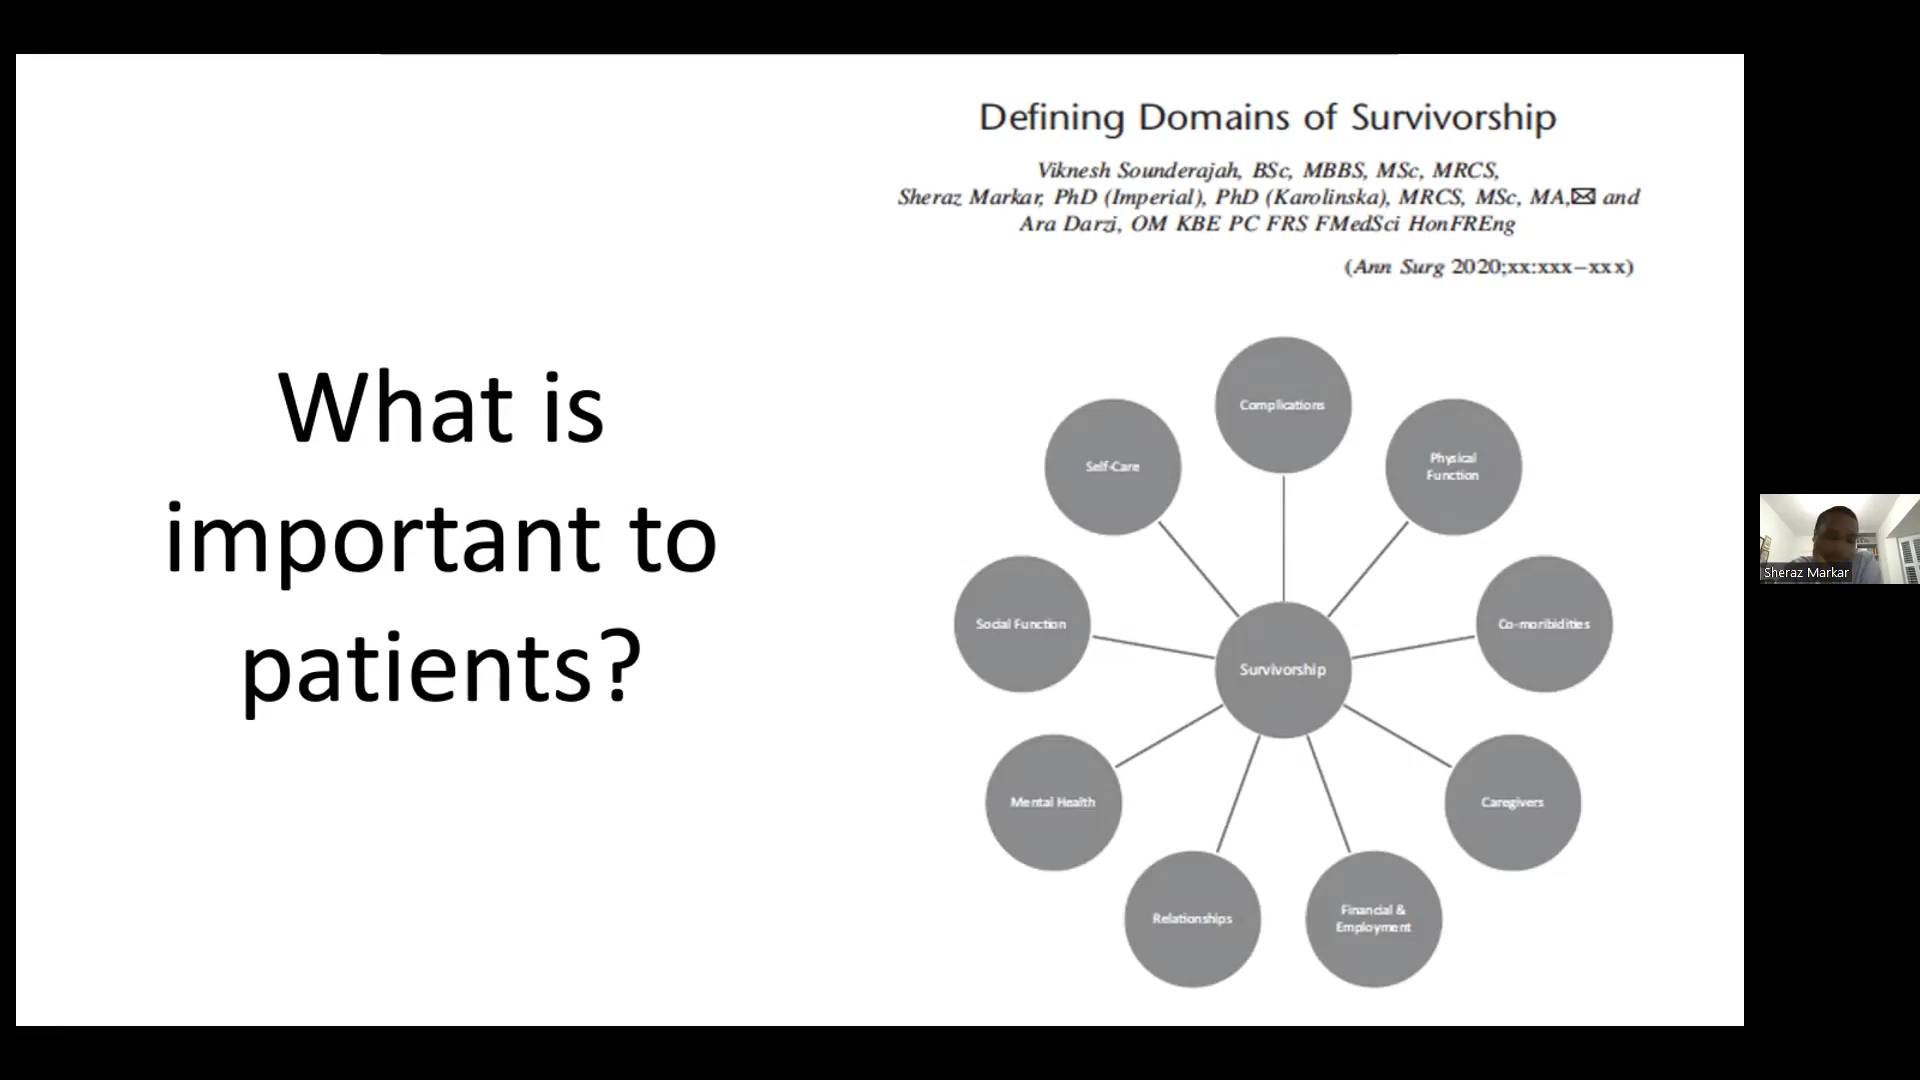 What is
important to
patients?
Defining Domains of Survivorship
Viknesh Sounderajah, BSc, MBBS, MSc, MRCS,
Sheraz Markar, PhD (Imperial), PhD (Karolinska), MRCS, MSc, MA,✉ and
Ara Darzi, OM KBE PC FRS FMedSci HonFREng
(Ann Surg 2020;xx:xxx–xxx)
Complications
Physical
Function
Co-moribidities
Caregivers
Financial &
Employment
Relationships
Mental Health
Social Function
Self-Care
Survivorship
Sheraz Markar